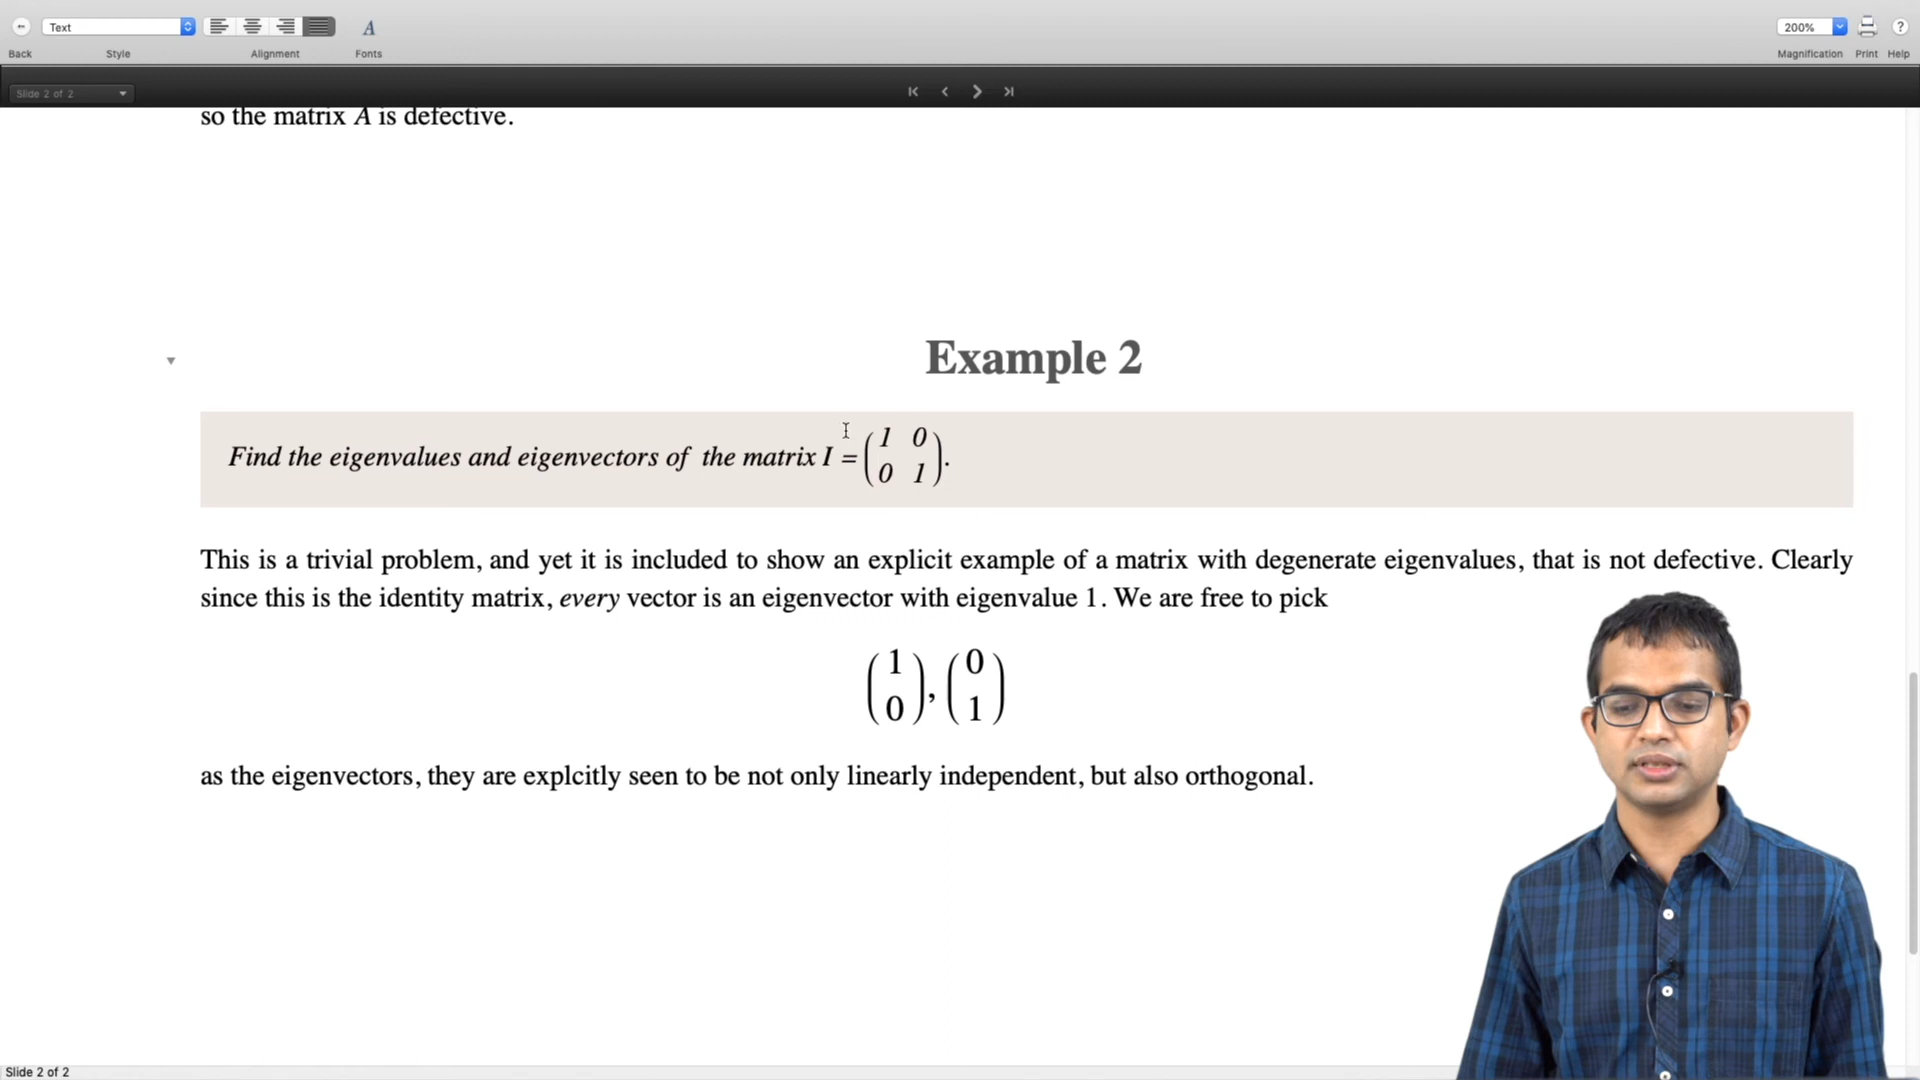 Text
200%
Back
Style
Alignment
Fonts
Magnification
Print
Help
Slide 2 of 2
so the matrix A is defective.
Example 2
Find the eigenvalues and eigenvectors of the matrix I = (1 0
0 1).
This is a trivial problem, and yet it is included to show an explicit example of a matrix with degenerate eigenvalues, that is not defective. Clearly
since this is the identity matrix, every vector is an eigenvector with eigenvalue 1. We are free to pick
(1
0), (0
1)
as the eigenvectors, they are explcitly seen to be not only linearly independent, but also orthogonal.
Slide 2 of 2